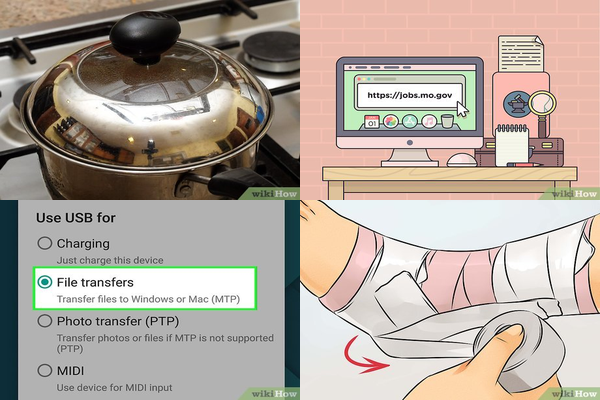 wikiHow
https://jobs.mo.gov
01
wikiHow
Use USB for
Charging
Just charge this device
File transfers
Transfer files to Windows or Mac (MTP)
Photo transfer (PTP)
Transfer photos or files if MTP is not supported
(PTP)
MIDI
Use device for MIDI input
wikiHow
wikiHow